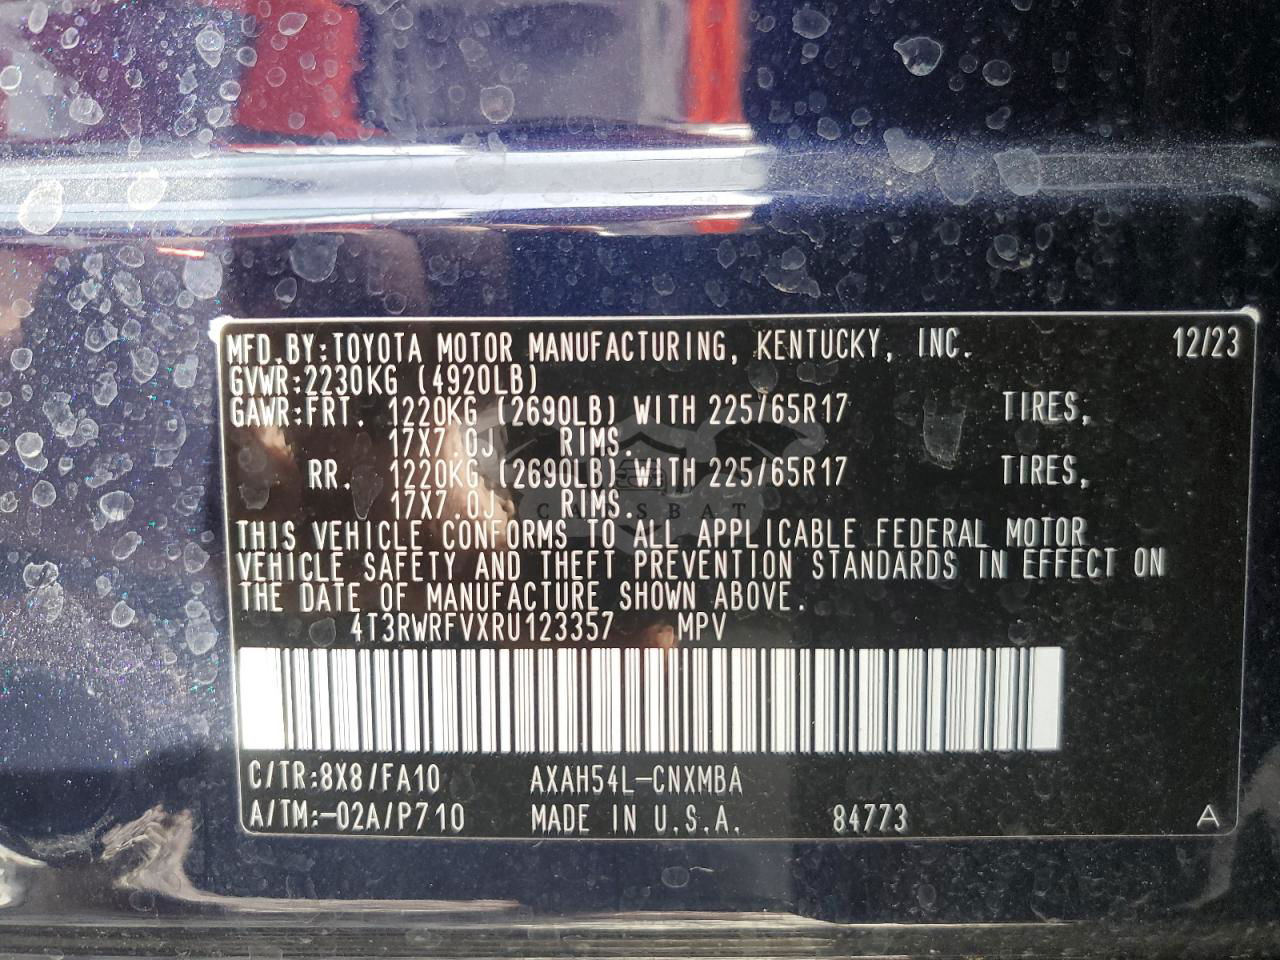 MFD.BY:TOYOTA MOTOR MANUFACTURING, KENTUCKY, INC. 12/23
GVWR:2230KG (4920LB)
GAWR:FRT. 1220KG (2690LB) WITH 225/65R17 TIRES,
17X7.0J RIMS.
RR. 1220KG (2690LB) WITH 225/65R17 TIRES,
17X7.0J RIMS.
CARSBAT
THIS VEHICLE CONFORMS TO ALL APPLICABLE FEDERAL MOTOR
VEHICLE SAFETY AND THEFT PREVENTION STANDARDS IN EFFECT ON
THE DATE OF MANUFACTURE SHOWN ABOVE.
4T3RWRFVXRU123357 MPV
C/TR:8X8/FA10 AXAH54L-CNXMBA
A/TM:-02A/P710 MADE IN U.S.A. 84773 A